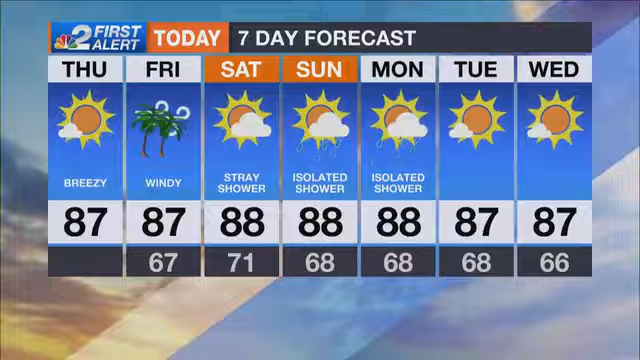 2 FIRST ALERT TODAY 7 DAY FORECAST
THU FRI SAT SUN MON TUE WED
BREEZY WINDY STRAY SHOWER ISOLATED SHOWER ISOLATED SHOWER
87 87 88 88 88 87 87
67 71 68 68 68 66